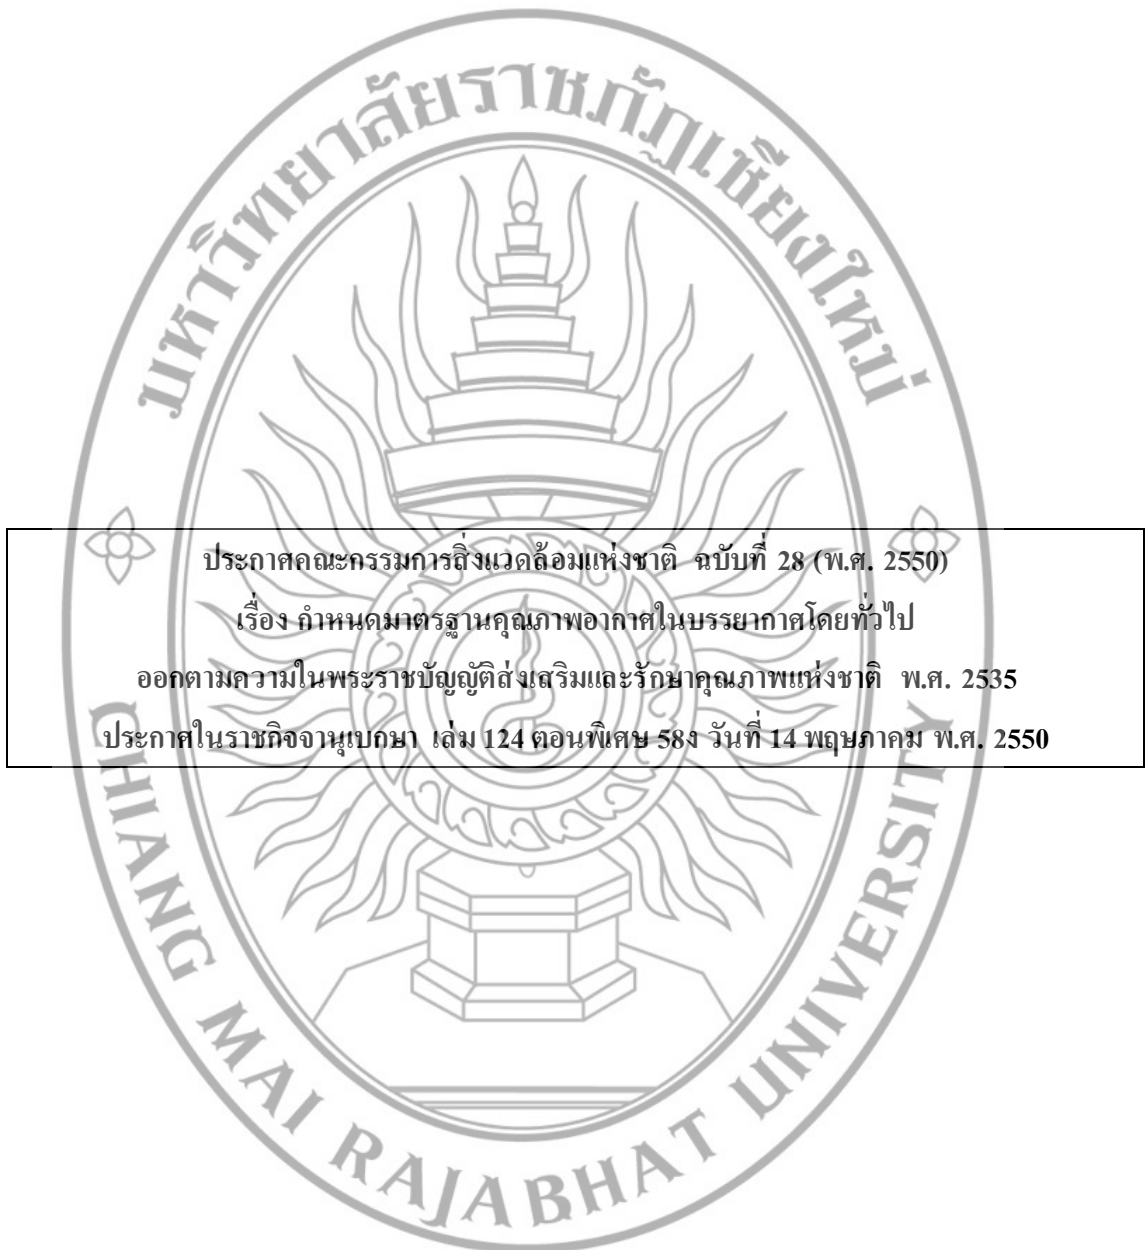 มหาวิทยาลัยราชภัฏเชียงใหม่
ประกาศคณะกรรมการสิ่งแวดล้อมแห่งชาติ ฉบับที่ 28 (พ.ศ. 2550)
เรื่อง กำหนดมาตรฐานคุณภาพอากาศในบรรยากาศโดยทั่วไป
ออกตามความในพระราชบัญญัติส่งเสริมและรักษาคุณภาพแห่งชาติ พ.ศ. 2535
ประกาศในราชกิจจานุเบกษา เล่ม 124 ตอนพิเศษ 58ง วันที่ 14 พฤษภาคม พ.ศ. 2550
CHIANG MAI RAJABHAT UNIVERSITY